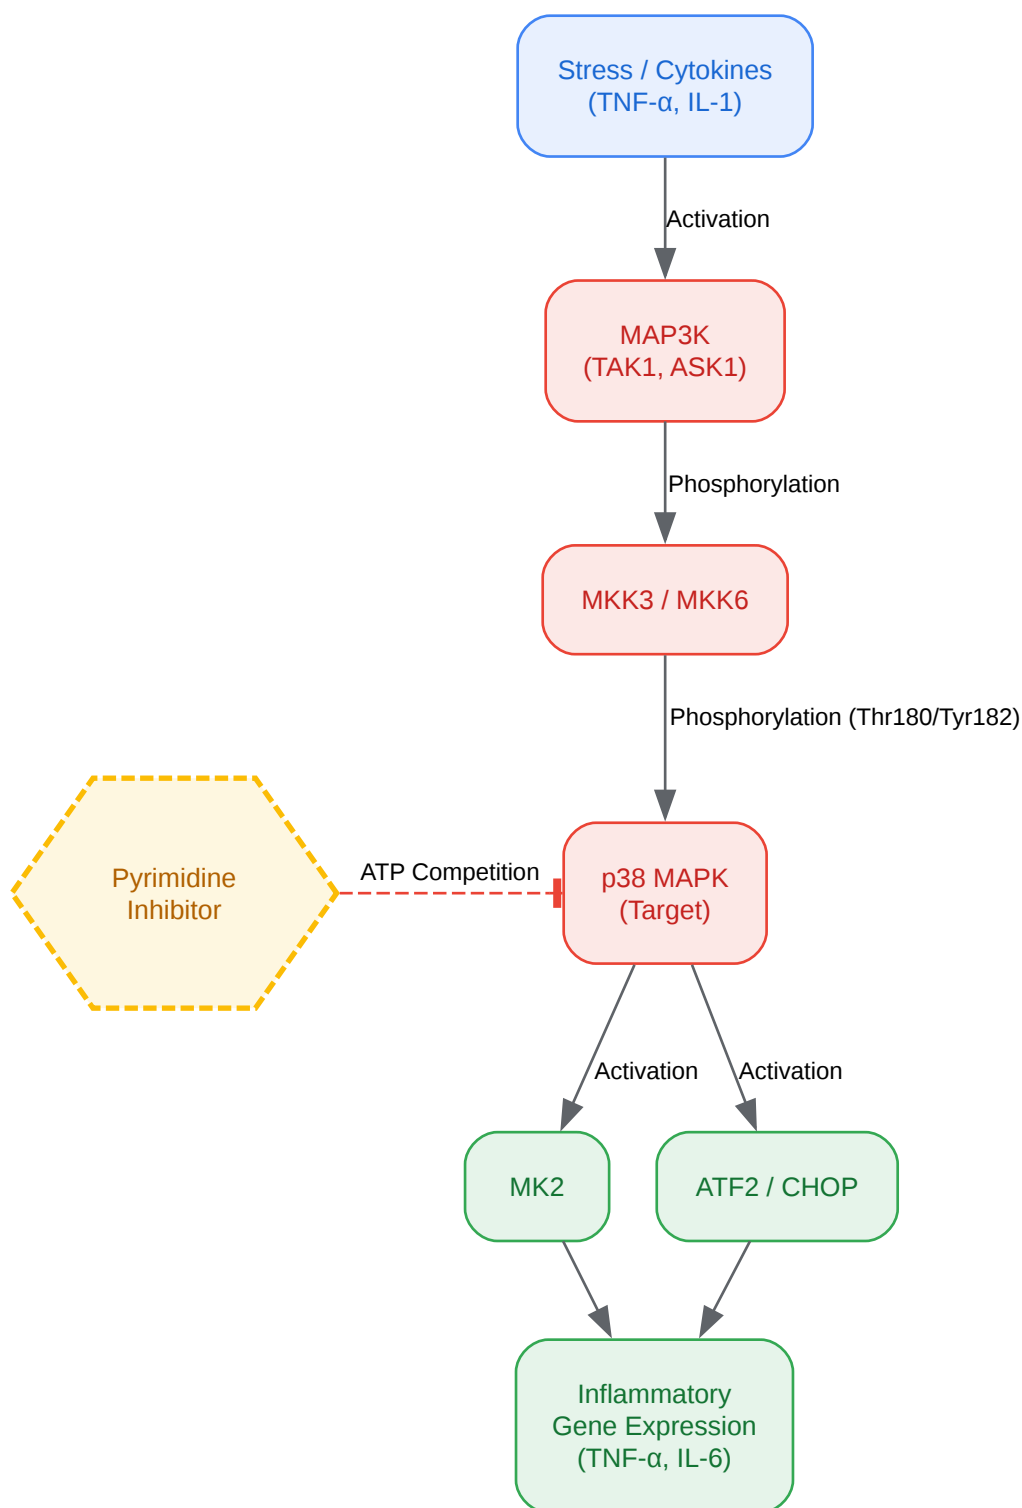 Stress / Cytokines
(TNF-α, IL-1)
Activation
MAP3K
(TAK1, ASK1)
Phosphorylation
MKK3 / MKK6
Phosphorylation (Thr180/Tyr182)
Pyrimidine
Inhibitor
ATP Competition
p38 MAPK
(Target)
Activation
Activation
MK2
ATF2 / CHOP
Inflammatory
Gene Expression
(TNF-α, IL-6)